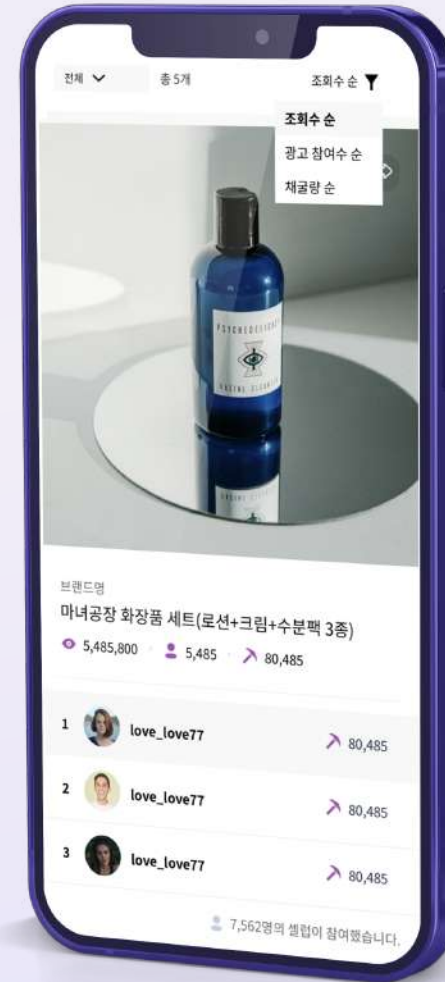 전체
총 5개
조회수 순
조회수 순
광고 참여수 순
채굴량 순
PSYCHEDELIGHT
FACIAL CLEANSER
브랜드명
마녀공장 화장품 세트(로션+크림+수분팩 3종)
5,485,800 5,485 80,485
1 love_love77 80,485
2 love_love77 80,485
3 love_love77 80,485
7,562명의 셀럽이 참여했습니다.